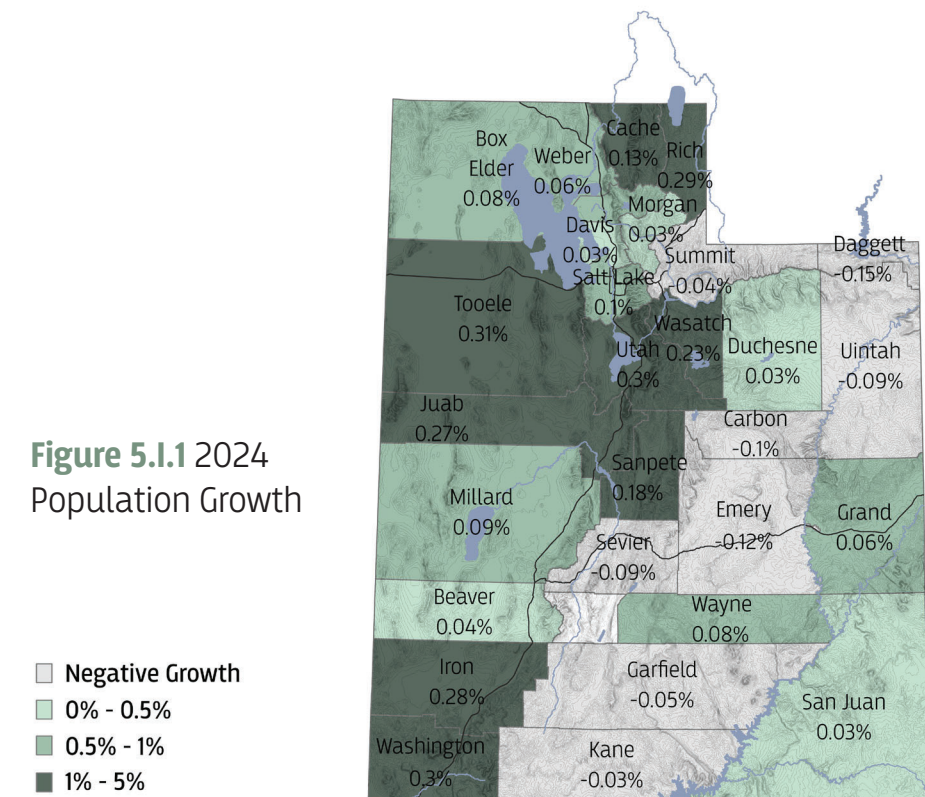 Box
Elder
0.08%
Weber
0.06%
Cache
0.13%
Rich
0.29%
Morgan
0.03%
Davis
0.03%
Salt Lake
0.1%
Summit
-0.04%
Daggett
-0.15%
Tooele
0.31%
Wasatch
0.23%
Utah
0.3%
Duchesne
0.03%
Uintah
-0.09%
Juab
0.27%
Carbon
-0.1%
Sanpete
0.18%
Millard
0.09%
Emery
-0.12%
Grand
0.06%
Sevier
-0.09%
Beaver
0.04%
Wayne
0.08%
Iron
0.28%
Garfield
-0.05%
San Juan
0.03%
Washington
0.3%
Kane
-0.03%
Figure 5.I.1 2024
Population Growth
Negative Growth
0% - 0.5%
0.5% - 1%
1% - 5%